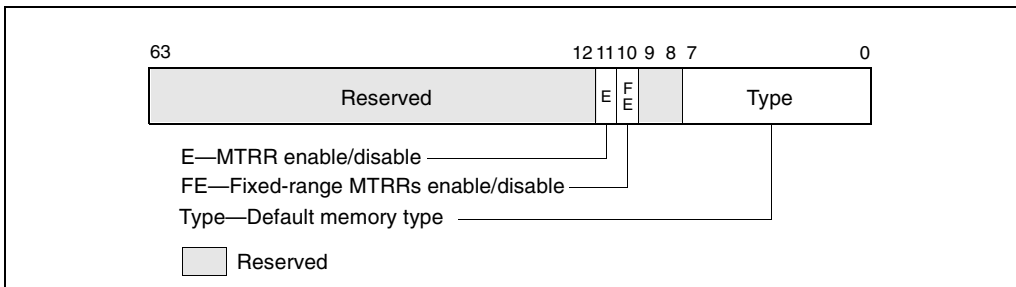 63 12 11 10 9 8 7 0
Reserved E FE Type
E—MTRR enable/disable
FE—Fixed-range MTRRs enable/disable
Type—Default memory type
Reserved